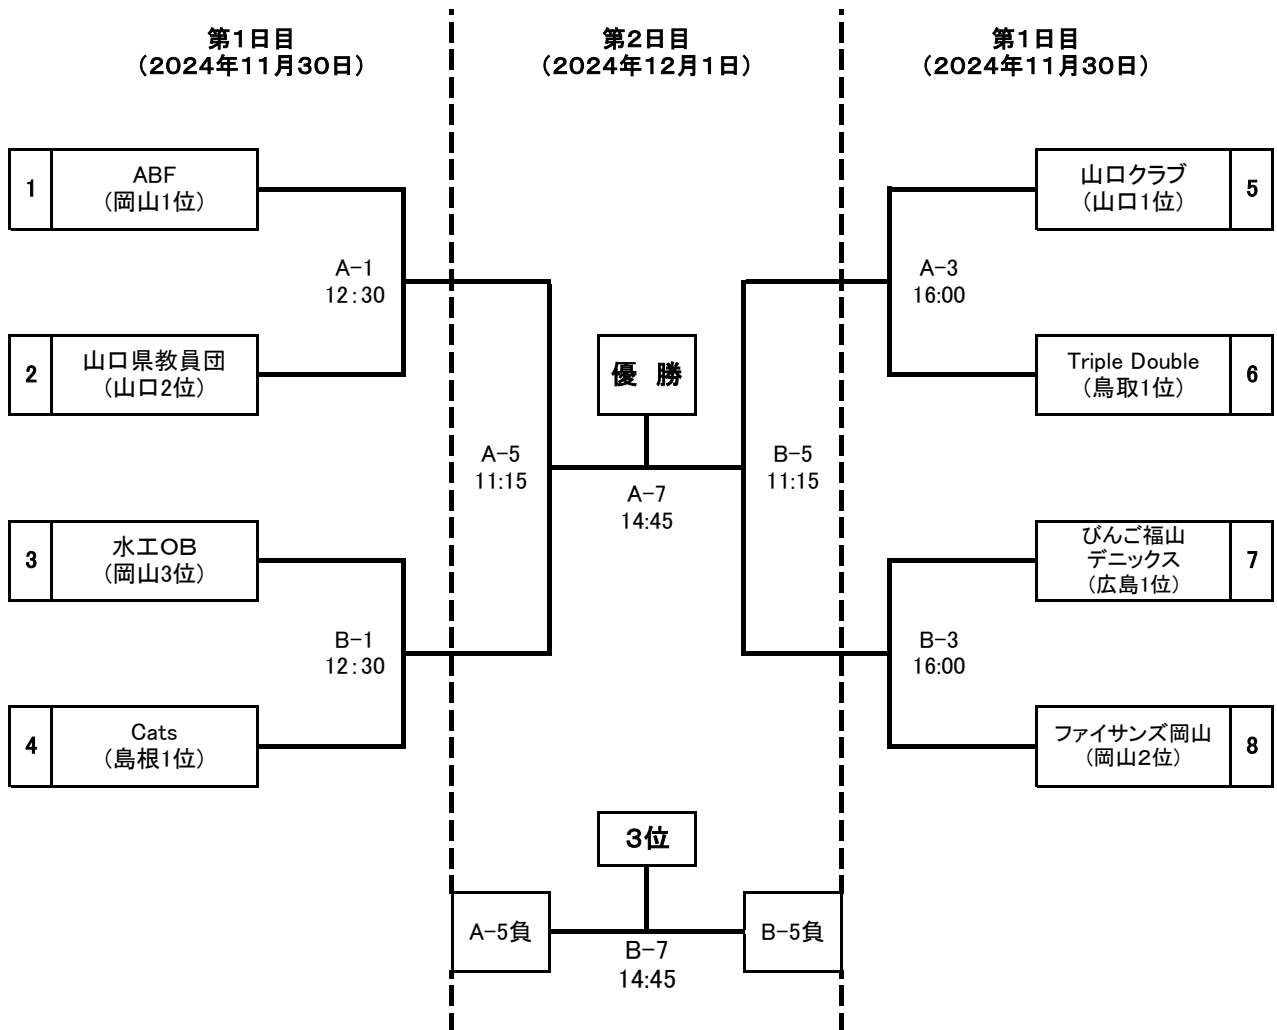 第1日目
（2024年11月30日）
第2日目
（2024年12月1日）
第1日目
（2024年11月30日）
1
ABF
（岡山1位）
山口クラブ
（山口1位）
5
A-1
12：30
A-3
16:00
2
山口県教員団
（山口2位）
優　勝
Triple Double
（鳥取1位）
6
A-5
11:15
B-5
11:15
A-7
14:45
3
水工OB
（岡山3位）
びんご福山
デニックス
（広島1位）
7
B-1
12：30
B-3
16:00
4
Cats
（島根1位）
ファイサンズ岡山
（岡山2位）
8
3位
A-5負
B-5負
B-7
14:45